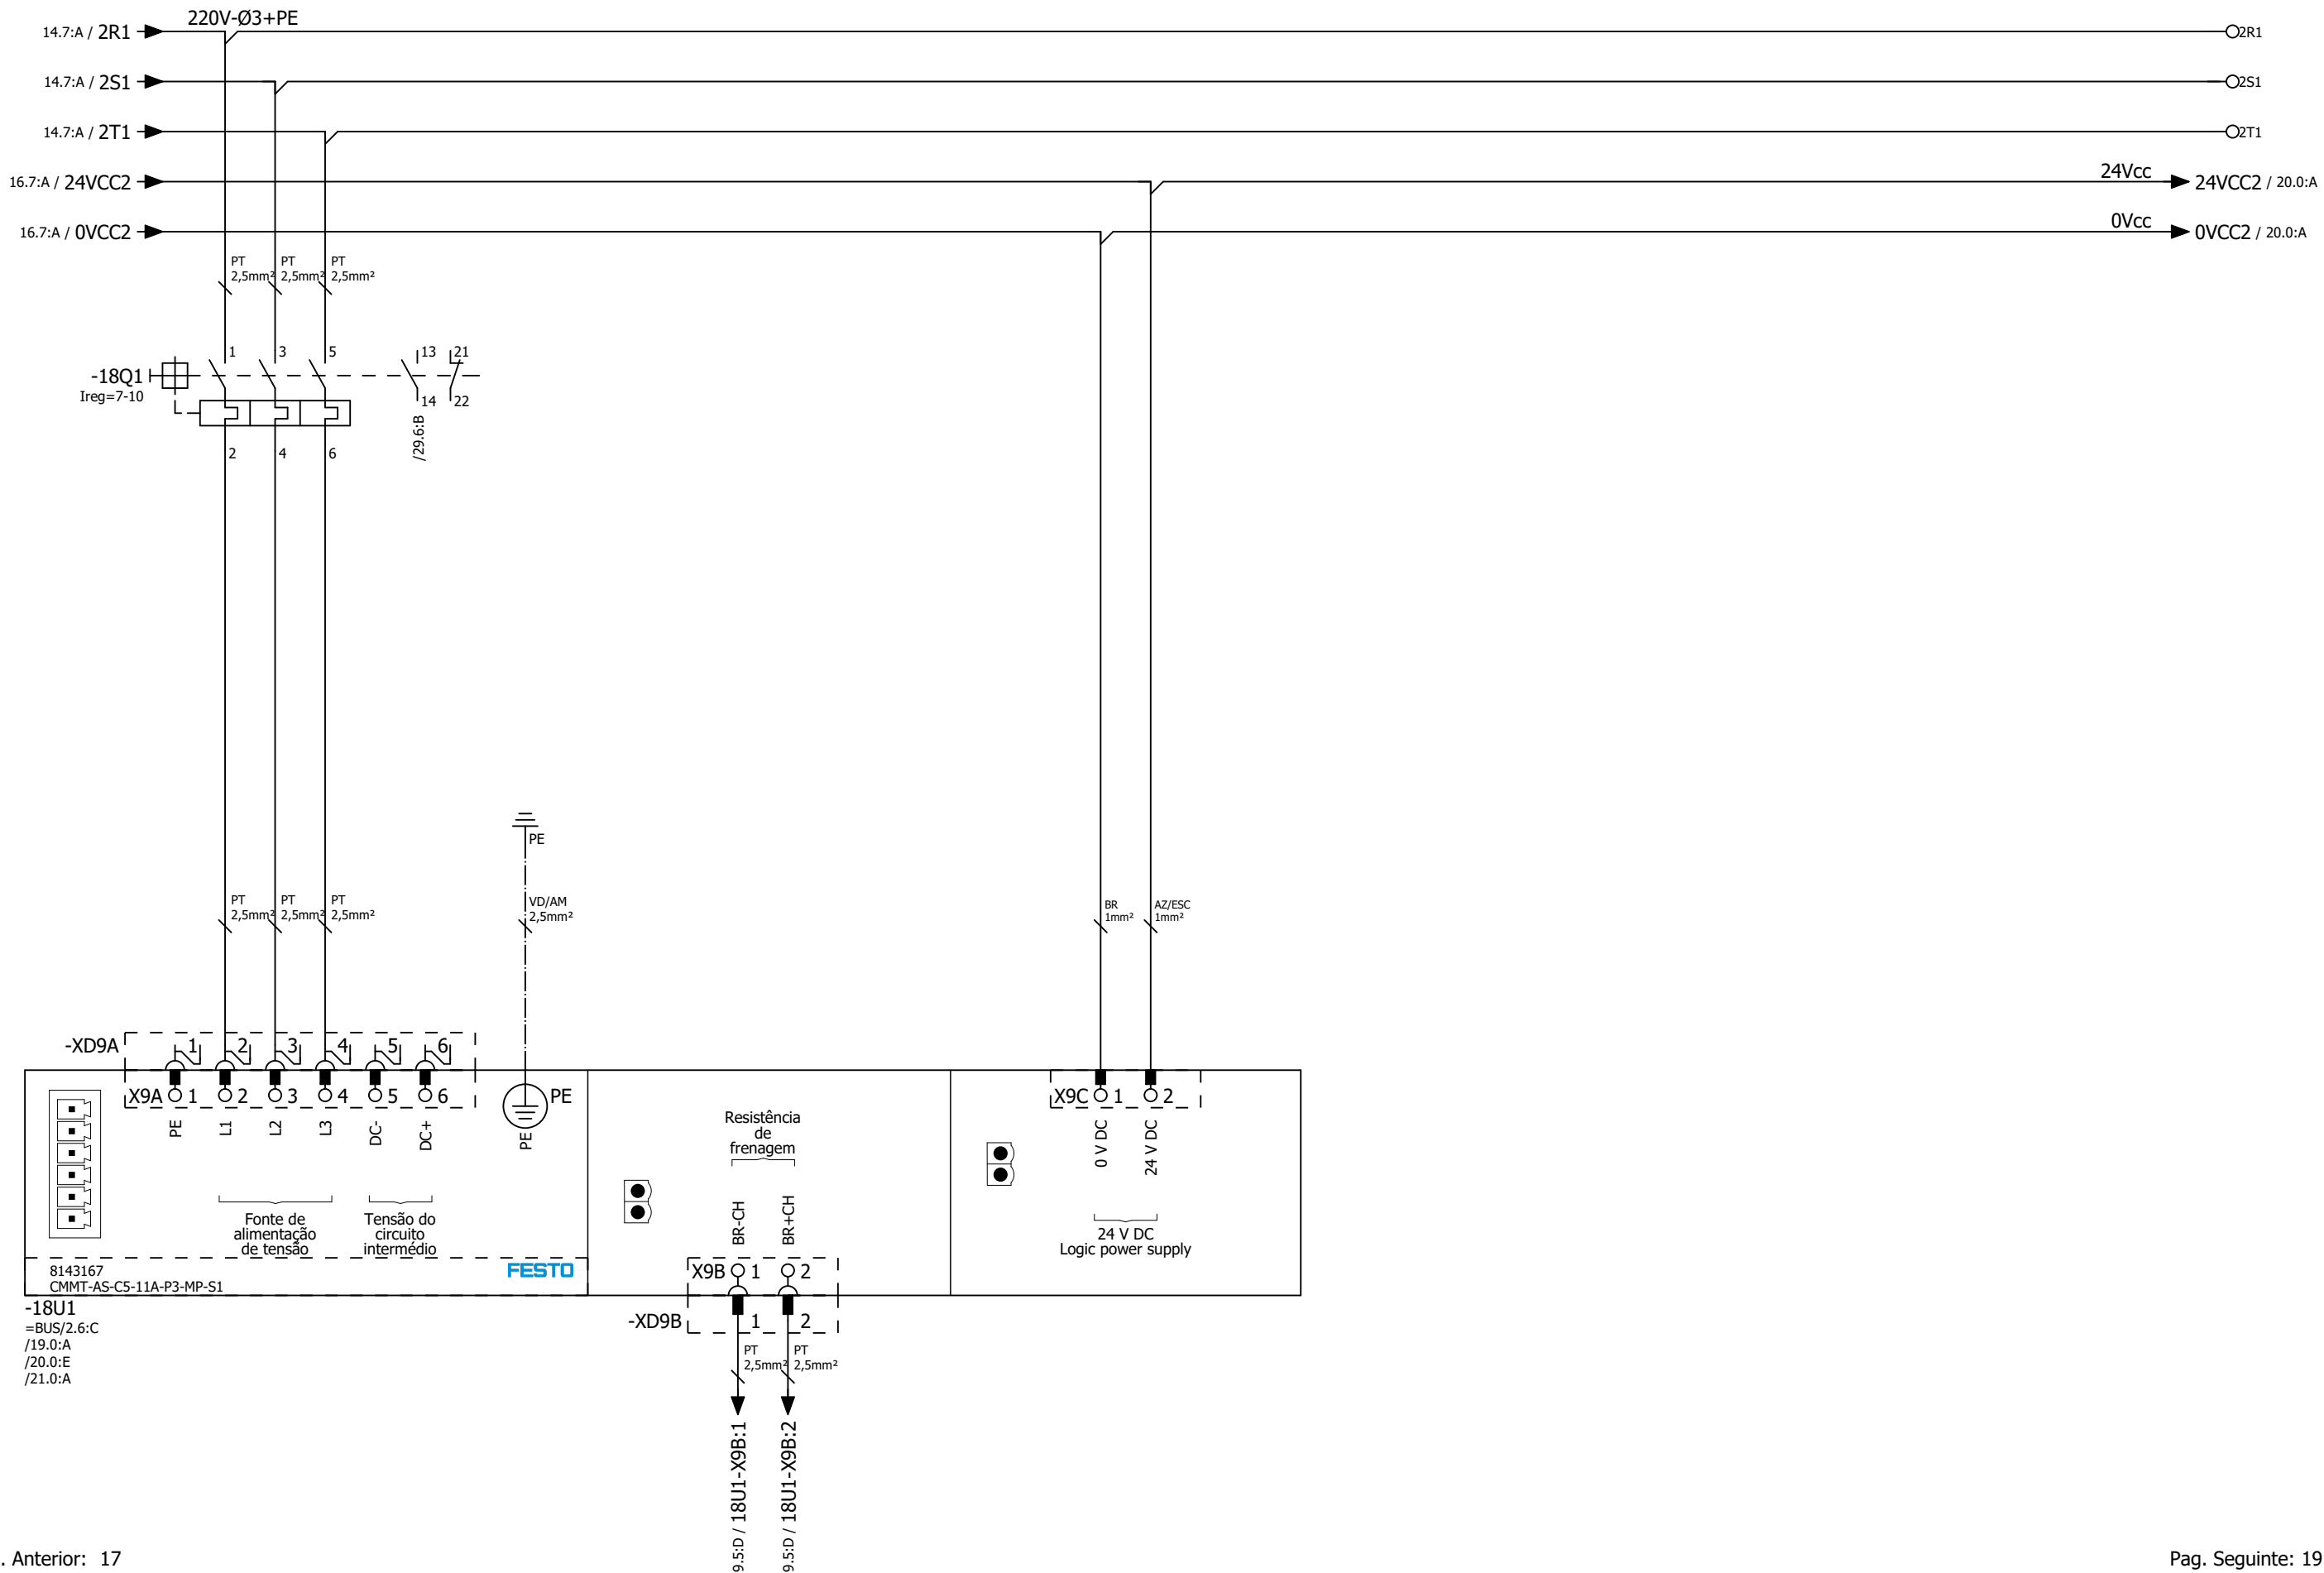 220V-Ø3+PE
14.7:A / 2R1
2R1
14.7:A / 2S1
2S1
14.7:A / 2T1
2T1
16.7:A / 24VCC2
24Vcc
24VCC2 / 20.0:A
16.7:A / 0VCC2
0Vcc
0VCC2 / 20.0:A
PT
2,5mm²
PT
2,5mm²
PT
2,5mm²
-18Q1
Ireg=7-10
1
3
5
13
21
14
22
2
4
6
/29.6:B
PE
PT
2,5mm²
PT
2,5mm²
PT
2,5mm²
VD/AM
2,5mm²
BR
1mm²
AZ/ESC
1mm²
-XD9A
1
2
3
4
5
6
X9A
1
2
3
4
5
6
PE
X9C
1
2
PE
L1
L2
L3
DC-
DC+
PE
Resistência
de
frenagem
0 V DC
24 V DC
BR-CH
BR+CH
Fonte de
alimentação
de tensão
Tensão do
circuito
intermédio
24 V DC
Logic power supply
8143167
CMMT-AS-C5-11A-P3-MP-S1
FESTO
X9B
1
2
-18U1
=BUS/2.6:C
/19.0:A
/20.0:E
/21.0:A
-XD9B
1
2
PT
2,5mm²
PT
2,5mm²
9.5:D / 18U1-X9B:1
9.5:D / 18U1-X9B:2
. Anterior: 17
Pag. Seguinte: 19